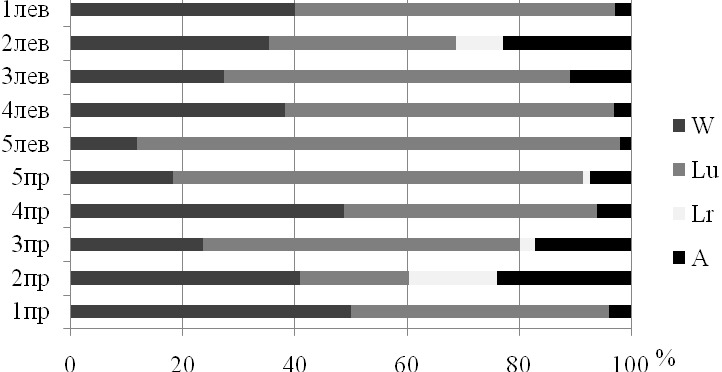 1лев
2лев
3лев
4лев
5лев
5пр
4пр
3пр
2пр
1пр
0 20 40 60 80 100 %
W
Lu
Lr
A